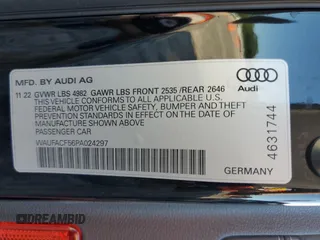 MFD. BY AUDI AG
11.22 GVWR LBS 4982 GAWR LBS FRONT 2535 /REAR 2646
THIS VEHICLE CONFORMS TO ALL APPLICABLE
FEDERAL MOTOR VEHICLE SAFETY, BUMPER AND THEFT
PREVENTION STANDARDS IN EFFECT ON THE DATE OF
MANUFACTURE SHOWN ABOVE
PASSENGER CAR
WAUFACF56PA024297
GERMANY
Audi
4631744
DREAMBID